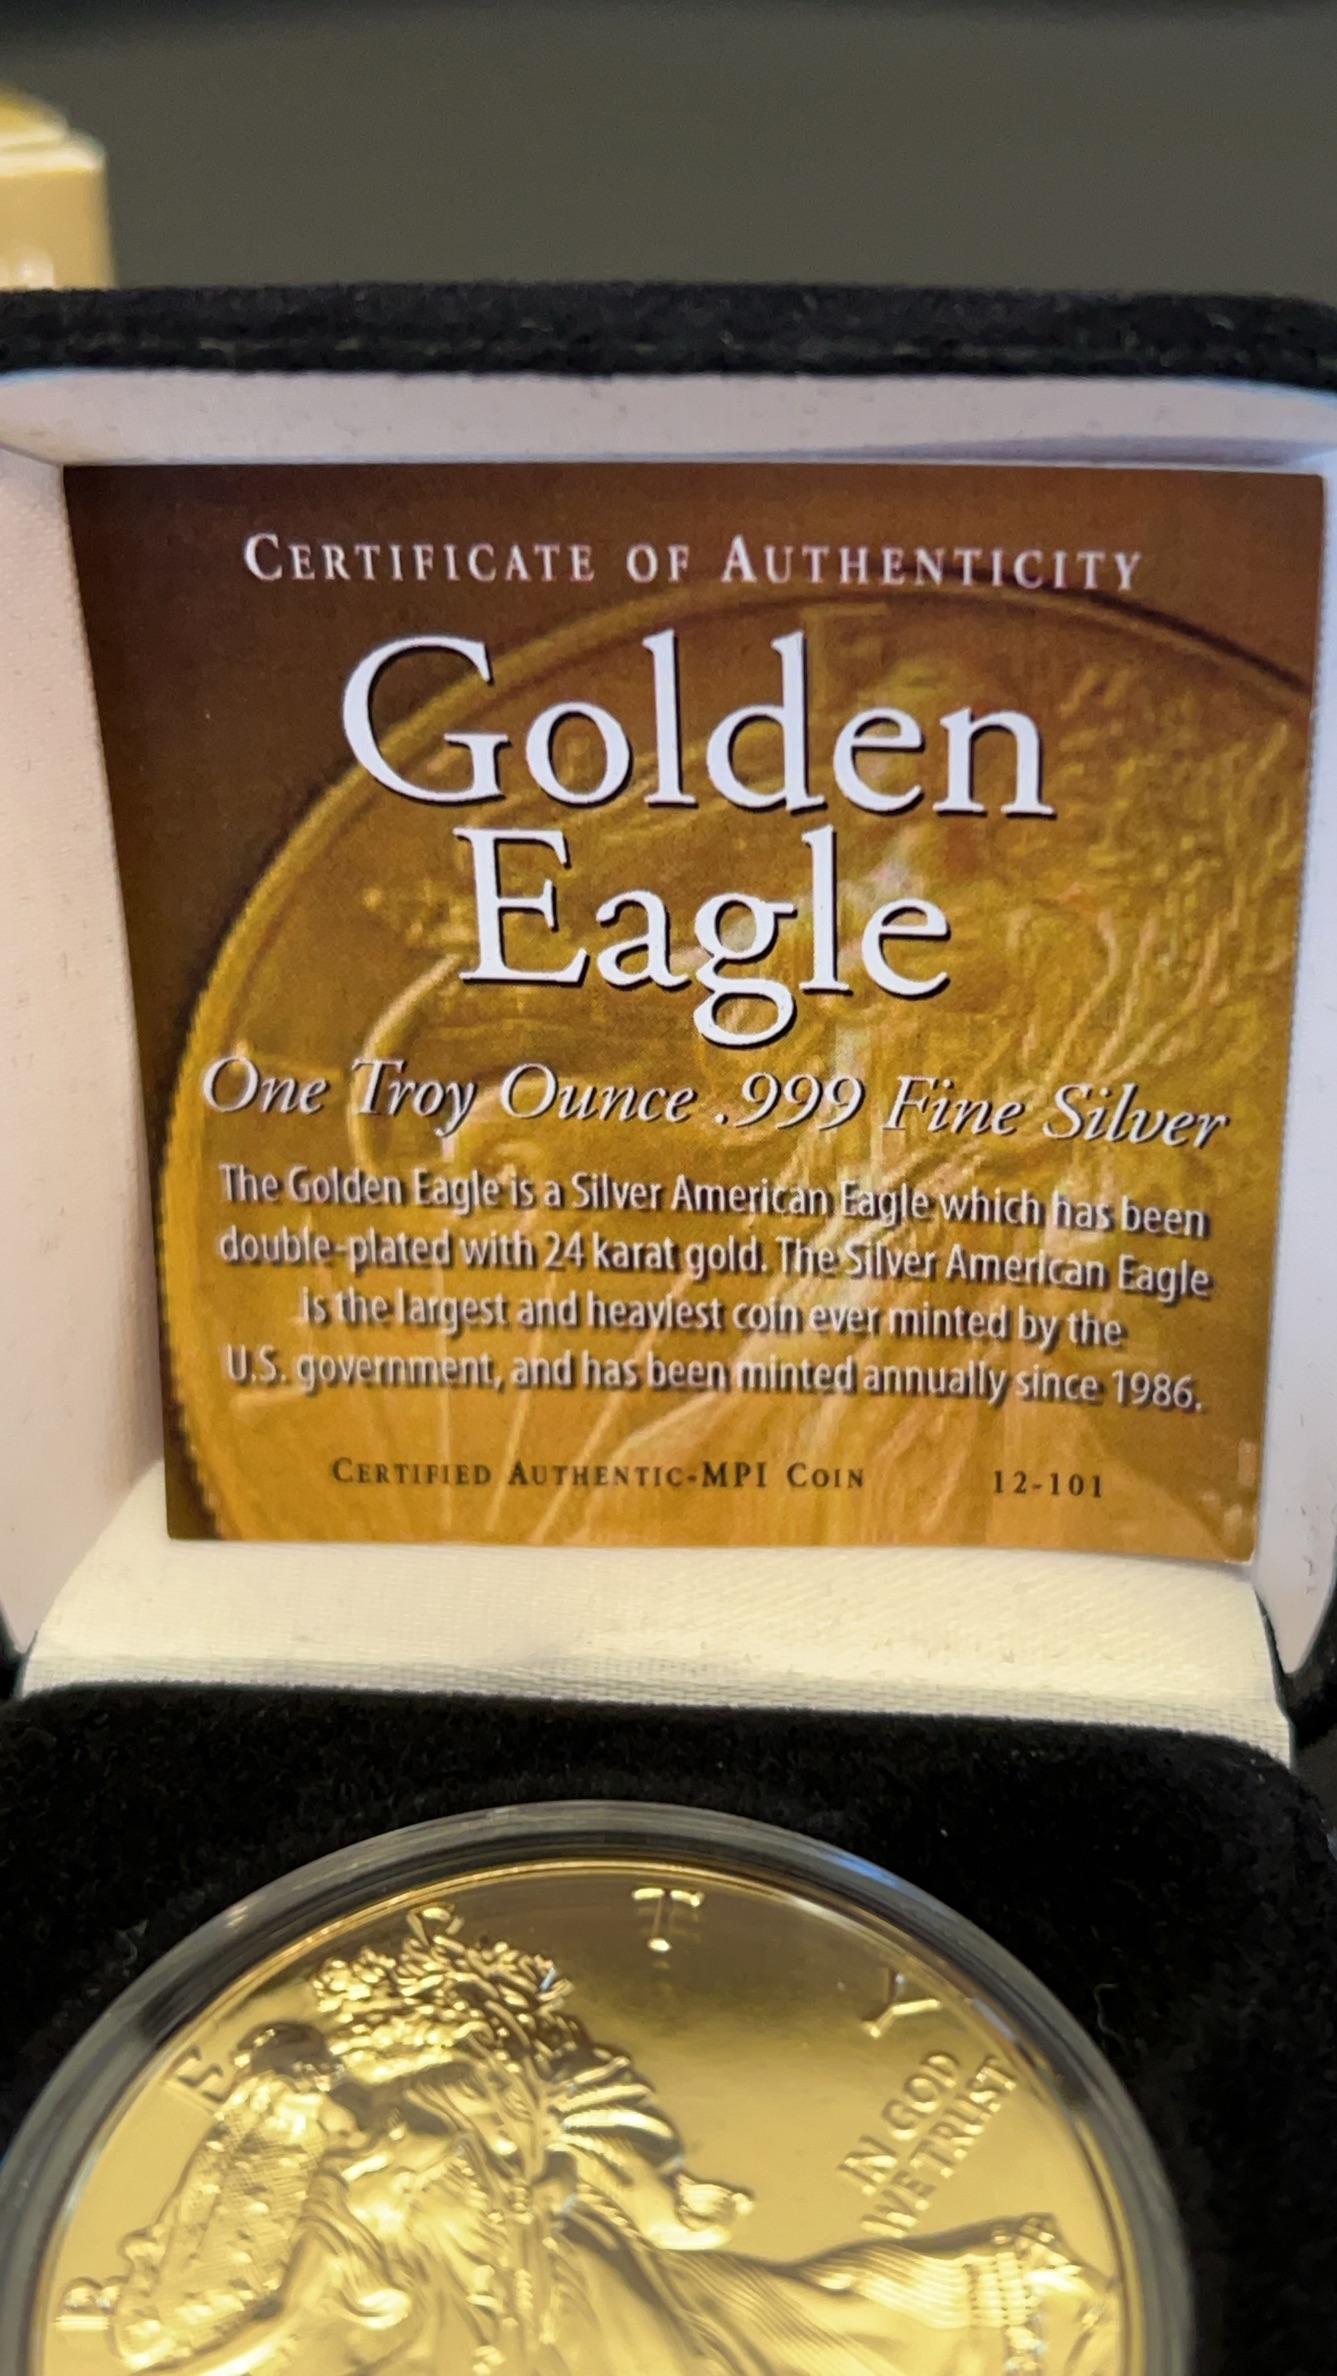 CERTIFICATE OF AUTHENTICITY
Golden
Eagle
One Troy Ounce .999 Fine Silver
The Golden Eagle is a Silver American Eagle which has been
double-plated with 24 karat gold. The Silver American Eagle
is the largest and heaviest coin ever minted by the
U.S. government, and has been minted annually since 1986.
CERTIFIED AUTHENTIC-MPI COIN 12-101
BERTY
IN GOD
WE TRUST